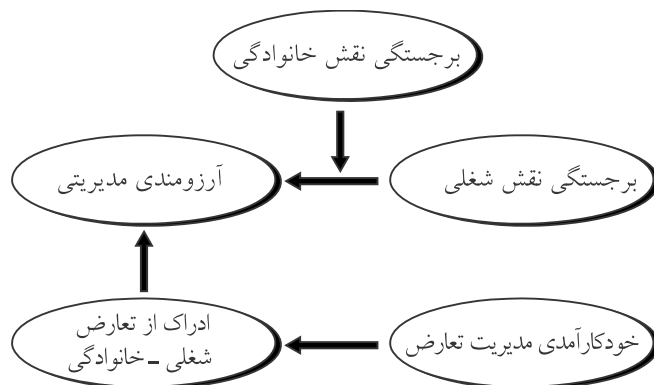 برجستگی نقش خانوادگی
برجستگی نقش شغلی
آرزومندی مدیریتی
خودکارآمدی مدیریت تعارض
ادراک از تعارض
شغلی - خانوادگی